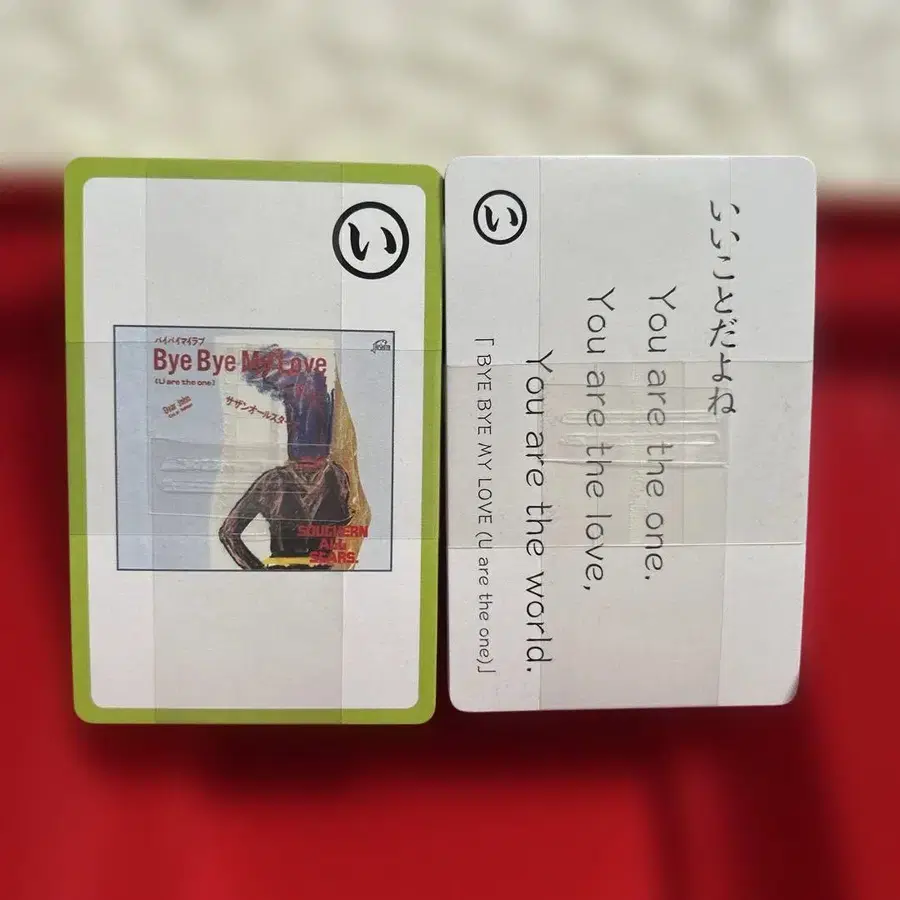 い
バイバイマイラブ
Bye Bye My Love
(U are the one)
サザンオールスターズ
SOUTHERN
ALL
STARS.
い
いいことだよね
You are the one.
You are the love,
You are the world.
「BYE BYE MY LOVE (U are the one)」